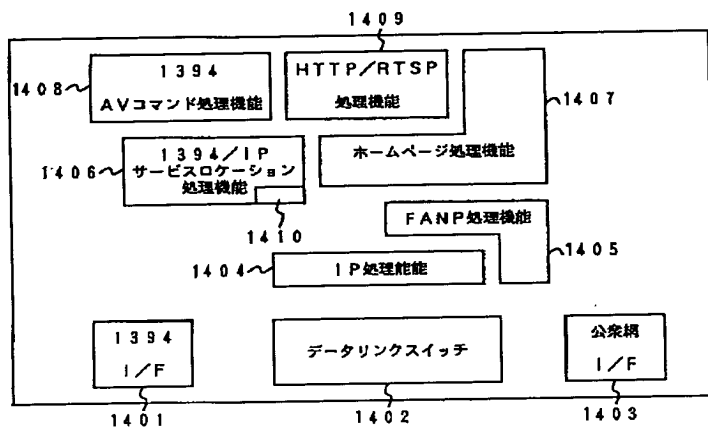 1409
1394
AVコマンド処理機能
1408
HTTP/RTSP
処理機能
1407
1394/IP
サービスロケーション
処理機能
1406
ホームページ処理機能
1410
FANP処理機能
1405
1404
IP処理能能
1394
I/F
データリンクスイッチ
公衆網
I/F
1401
1402
1403